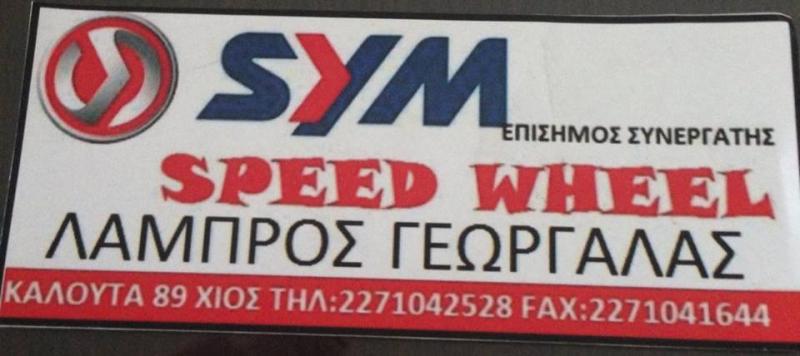 SYM
ΕΠΙΣΗΜΟΣ ΣΥΝΕΡΓΑΤΗΣ
SPEED WHEEL
ΛΑΜΠΡΟΣ ΓΕΩΡΓΑΛΑΣ
ΚΑΛΟΥΤΑ 89 ΧΙΟΣ ΤΗΛ:2271042528 FAX:2271041644